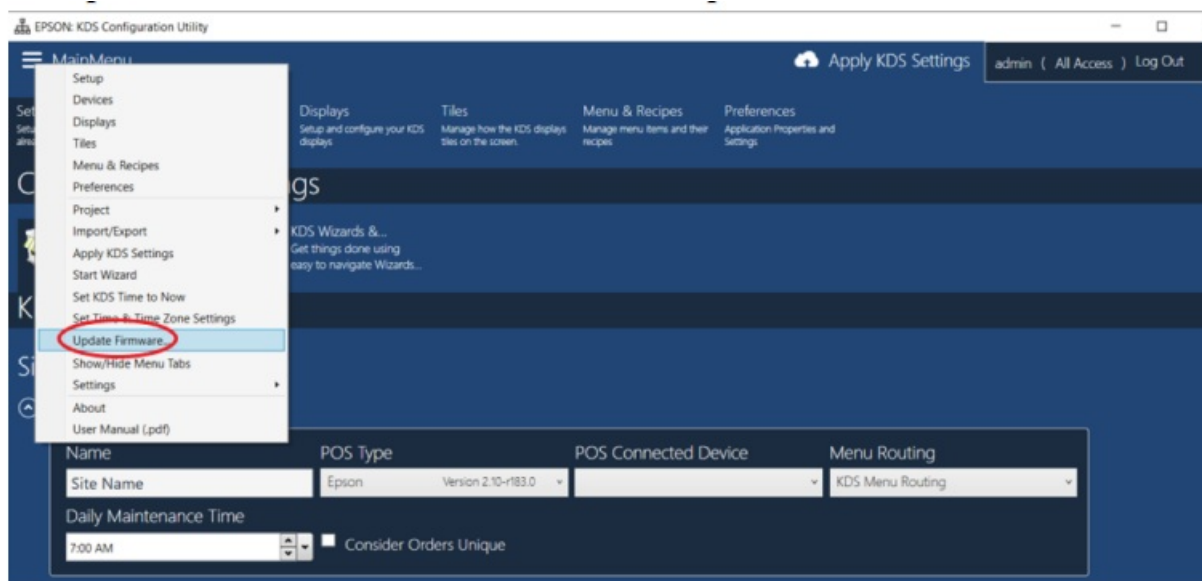 EPSON: KDS Configuration Utility
MainMenu
Apply KDS Settings
admin ( All Access ) Log Out
Setup
Devices
Displays
Tiles
Menu & Recipes
Preferences
Project
Import/Export
Apply KDS Settings
Start Wizard
Set KDS Time to Now
Set Time & Time Zone Settings
Update Firmware...
Show/Hide Menu Tabs
Settings
About
User Manual (.pdf)
Displays
Setup and configure your KDS
displays
Tiles
Manage how the KDS displays
tiles on the screen.
Menu & Recipes
Manage menu items and their
recipes
Preferences
Application Properties and
Settings
gs
KDS Wizards &...
Get things done using
easy to navigate Wizards...
Name
Site Name
POS Type
Epson Version 2.10-r183.0
POS Connected Device
Menu Routing
KDS Menu Routing
Daily Maintenance Time
7:00 AM
Consider Orders Unique